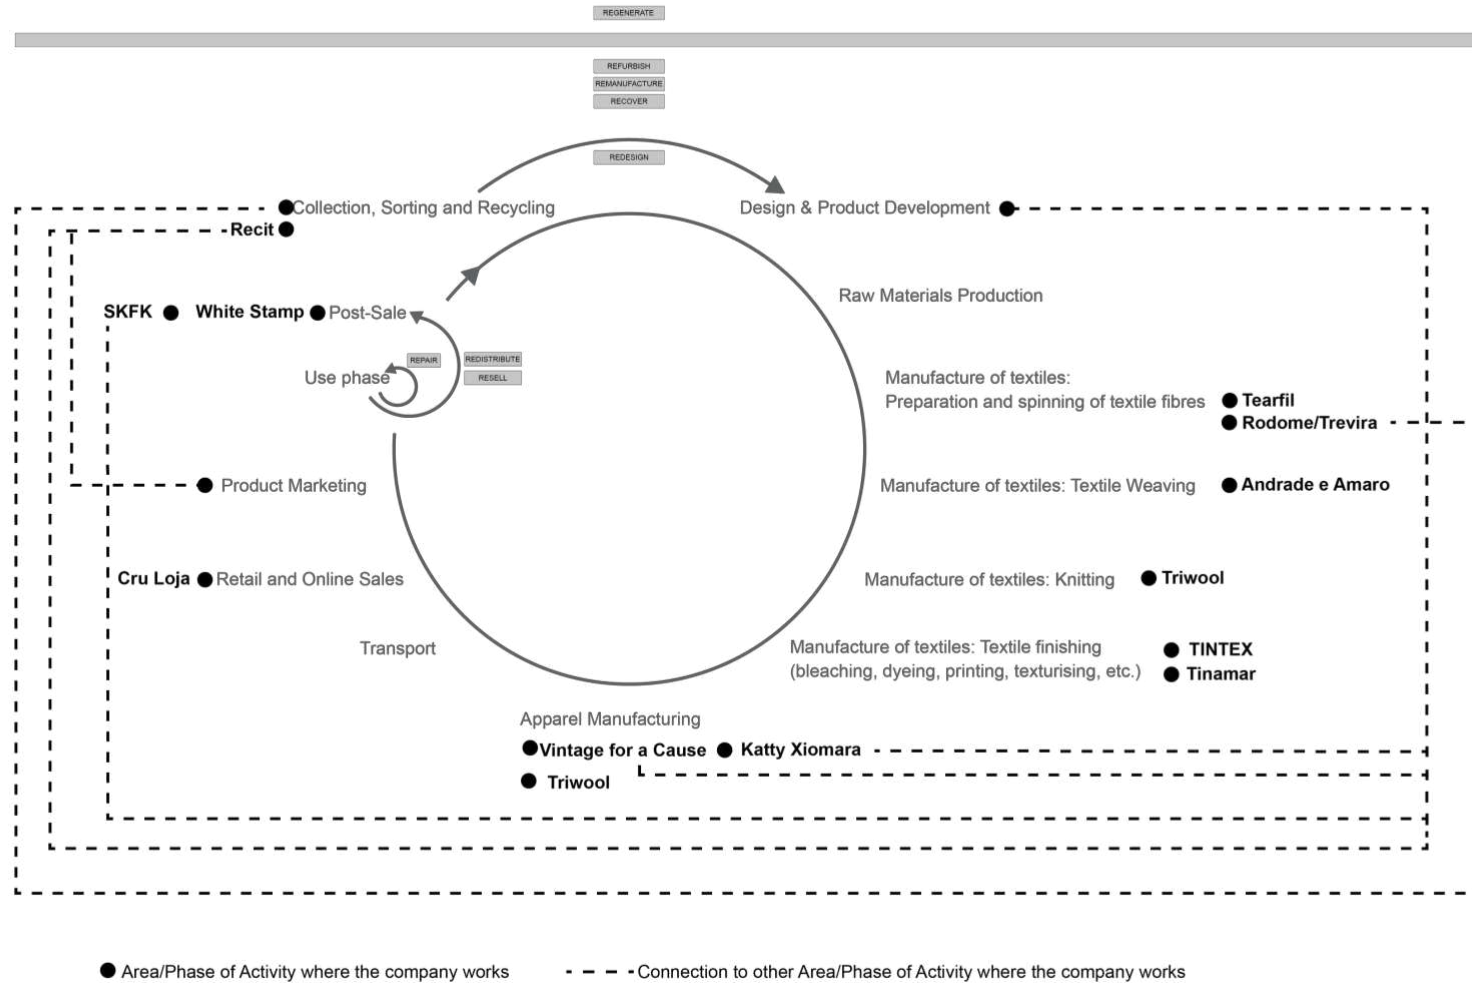 REGENERATE
REFURBISH
REMANUFACTURE
RECOVER
REDESIGN
Collection, Sorting and Recycling
Design & Product Development
Recit
Raw Materials Production
SKFK
White Stamp
Post-Sale
REPAIR
REDISTRIBUTE
RESELL
Use phase
Manufacture of textiles:
Preparation and spinning of textile fibres
Tearfil
Rodome/Trevira
Product Marketing
Manufacture of textiles: Textile Weaving
Andrade e Amaro
Cru Loja
Retail and Online Sales
Manufacture of textiles: Knitting
Triwool
Transport
Manufacture of textiles: Textile finishing
(bleaching, dyeing, printing, texturising, etc.)
TINTEX
Tinamar
Apparel Manufacturing
Vintage for a Cause
Katty Xiomara
Triwool
Area/Phase of Activity where the company works
Connection to other Area/Phase of Activity where the company works